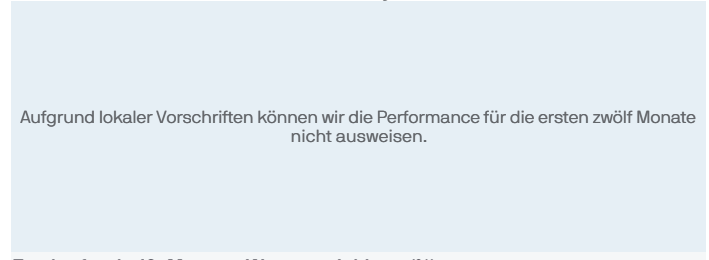 Aufgrund lokaler Vorschriften können wir die Performance für die ersten zwölf Monate
nicht ausweisen.